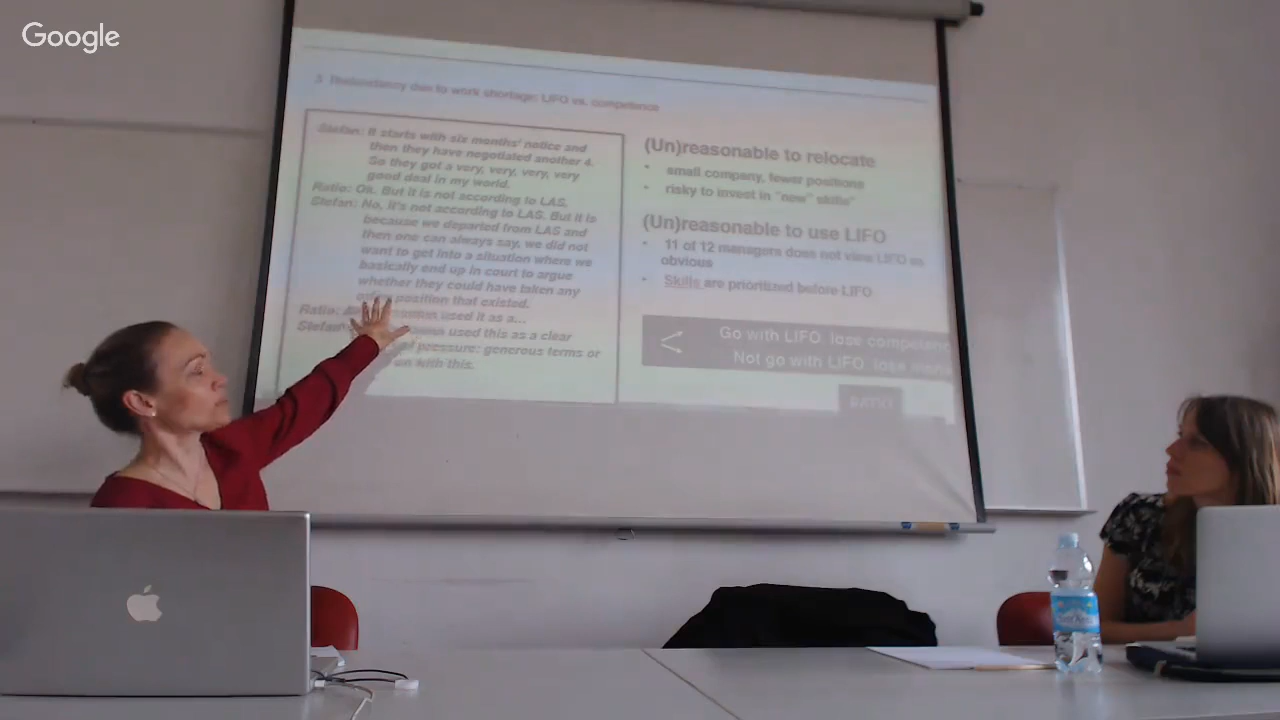 Google
3 Redundancy due to work shortage: LIFO vs. competence
Stefan: It starts with six months' notice and
then they have negotiated another 4.
So they got a very, very, very, very
good deal in my world.
Ratio: Ok. But it is not according to LAS.
Stefan: No, it's not according to LAS. But it is
because we departed from LAS and
then one can always say, we did not
want to get into a situation where we
basically end up in court to argue
whether they could have taken any
position that existed.
Ratio: used it as a...
Stefan: used this as a clear
pressure: generous terms or
with this.
(Un)reasonable to relocate
• small company, fewer positions
• risky to invest in "new" skills"
(Un)reasonable to use LIFO
• 11 of 12 managers does not view LIFO as
obvious
• Skills are prioritized before LIFO
Go with LIFO lose competenc
Not go with LIFO lose